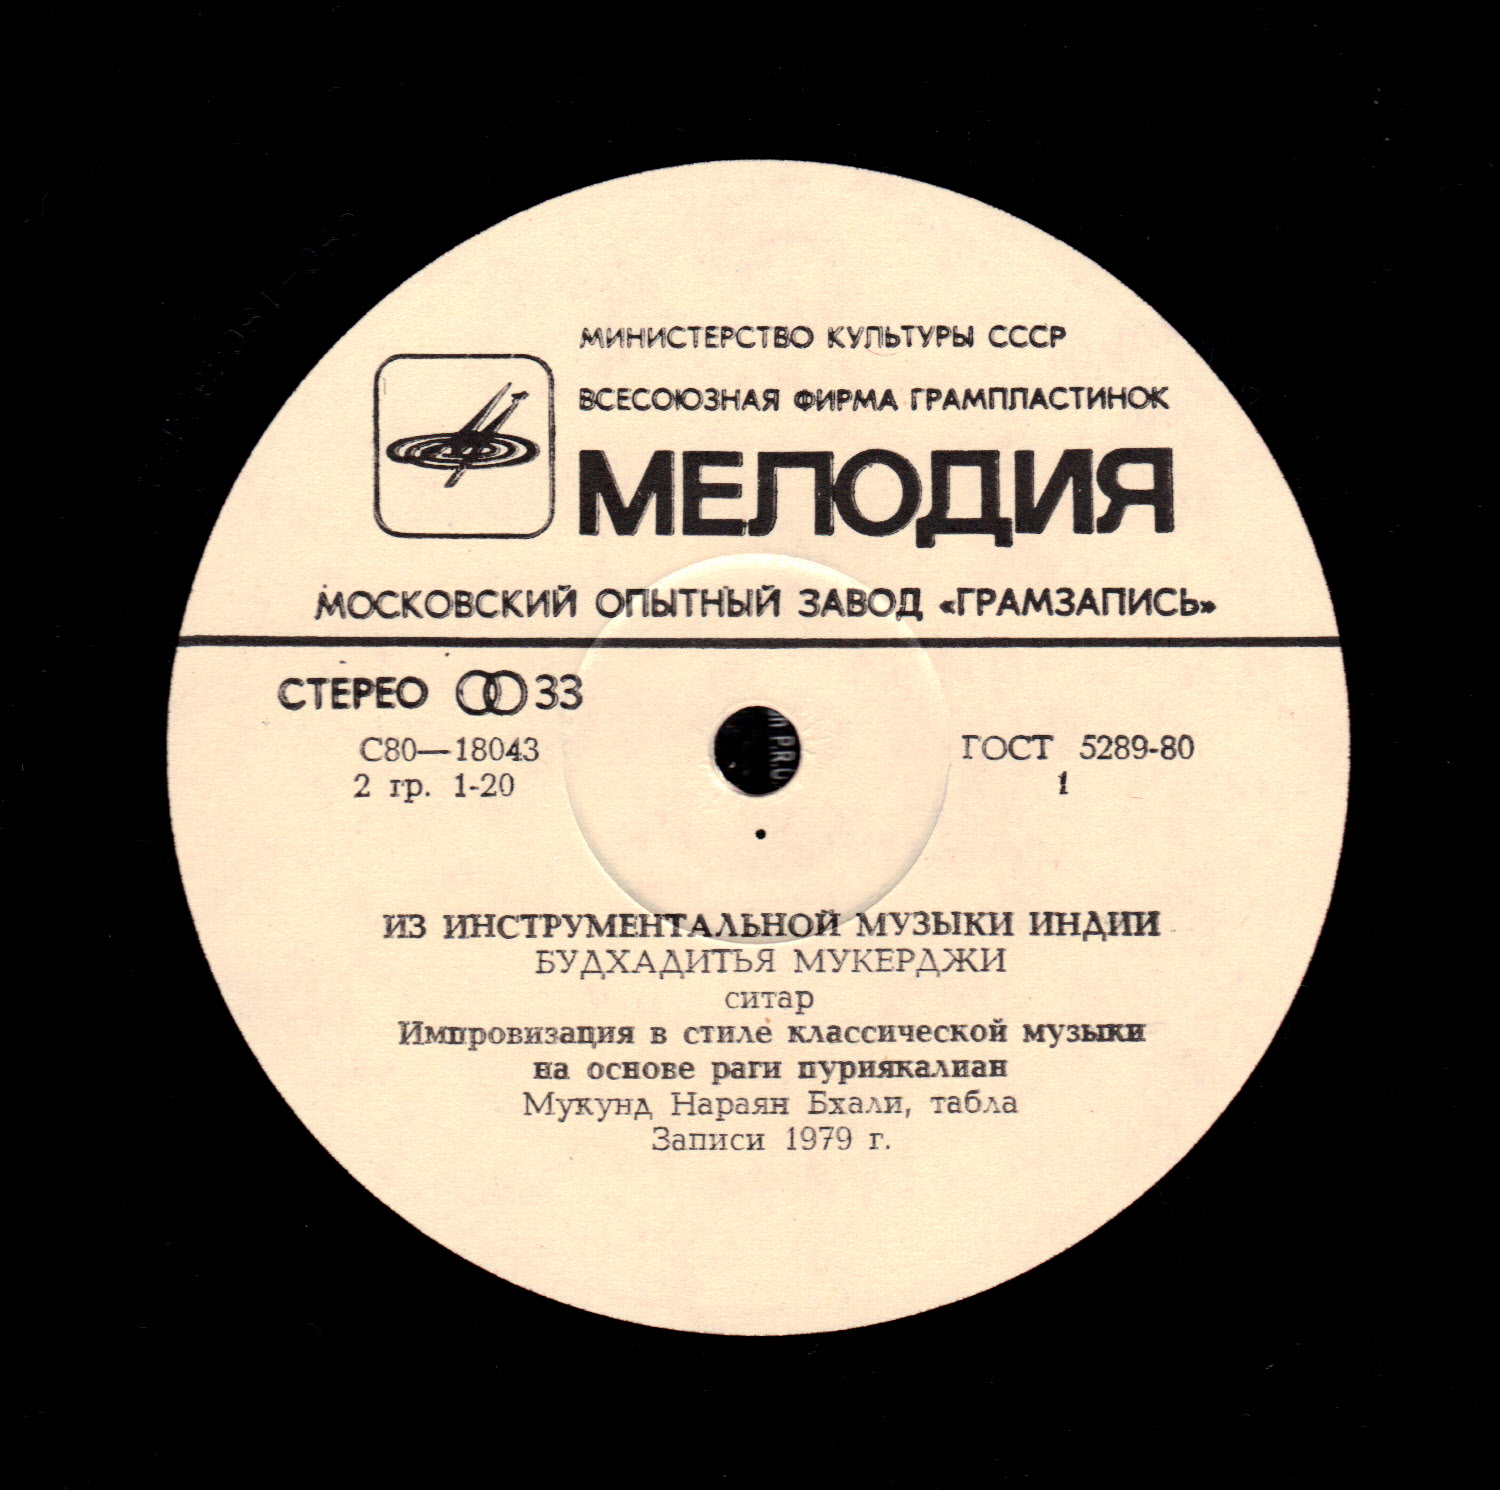 МИНИСТЕРСТВО КУЛЬТУРЫ СССР
ВСЕСОЮЗНАЯ ФИРМА ГРАМПЛАСТИНОК
МЕЛОДИЯ
МОСКОВСКИЙ ОПЫТНЫЙ ЗАВОД «ГРАМЗАПИСЬ»
СТЕРЕО 33
С80—18043
2 гр. 1-20
ГОСТ 5289-80
1
ИЗ ИНСТРУМЕНТАЛЬНОЙ МУЗЫКИ ИНДИИ
БУДХАДИТЬЯ МУКЕРДЖИ
ситар
Импровизация в стиле классической музыки
на основе раги пуриякалиан
Мукунд Нараян Бхали, табла
Записи 1979 г.